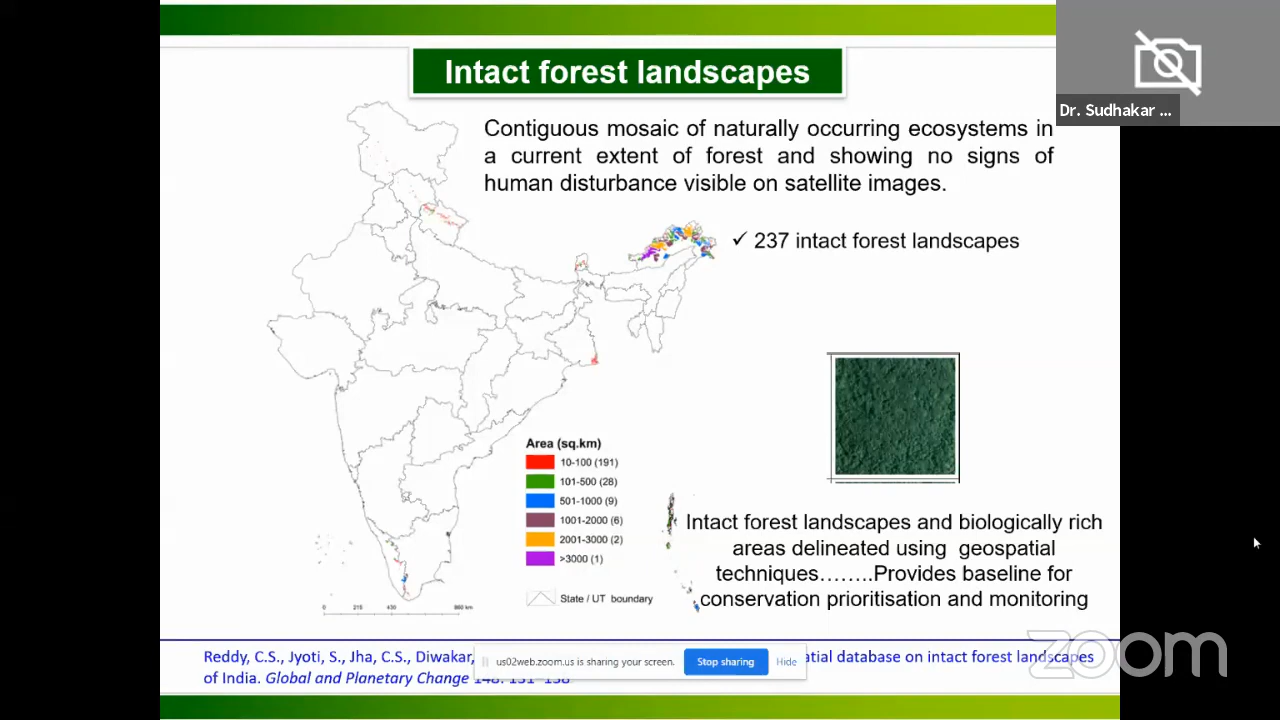 Intact forest landscapes
Dr. Sudhakar ...
Contiguous mosaic of naturally occurring ecosystems in
a current extent of forest and showing no signs of
human disturbance visible on satellite images.
✓ 237 intact forest landscapes
Area (sq.km)
10-100 (191)
101-500 (28)
501-1000 (9)
1001-2000 (6)
2001-3000 (2)
>3000 (1)
State / UT boundary
0 215 430 860 km
Intact forest landscapes and biologically rich
areas delineated using geospatial
techniques……..Provides baseline for
conservation prioritisation and monitoring
zoom
Reddy, C.S., Jyoti, S., Jha, C.S., Diwakar,
us02web.zoom.us is sharing your screen.
Stop sharing
Hide
atial database on intact forest landscapes
of India. Global and Planetary Change